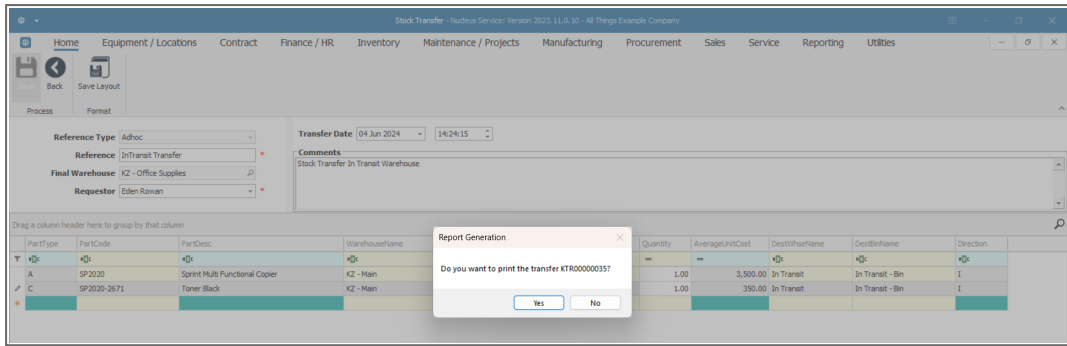 Stock Transfer - Nucleus Service: Version 2023.11.0.10 - All Things Example Company
Home Equipment / Locations Contract Finance / HR Inventory Maintenance / Projects Manufacturing Procurement Sales Service Reporting Utilities
Save Back Save Layout
Process Format
Reference Type Adhoc
Transfer Date 04 Jun 2024 14:24:15
Reference InTransit Transfer *
Comments
Stock Transfer In Transit Warehouse
Final Warehouse KZ - Office Supplies
Requestor Eden Rowan *
Drag a column header here to group by that column
PartType PartCode PartDesc WarehouseName Quantity AverageUnitCost DestWhseName DestBinName Direction
A SP2020 Sprint Multi Functional Copier KZ - Main 1.00 3,500.00 In Transit In Transit - Bin I
C SP2020-2671 Toner Black KZ - Main 1.00 350.00 In Transit In Transit - Bin I
Report Generation
Do you want to print the transfer KTR00000035?
Yes No